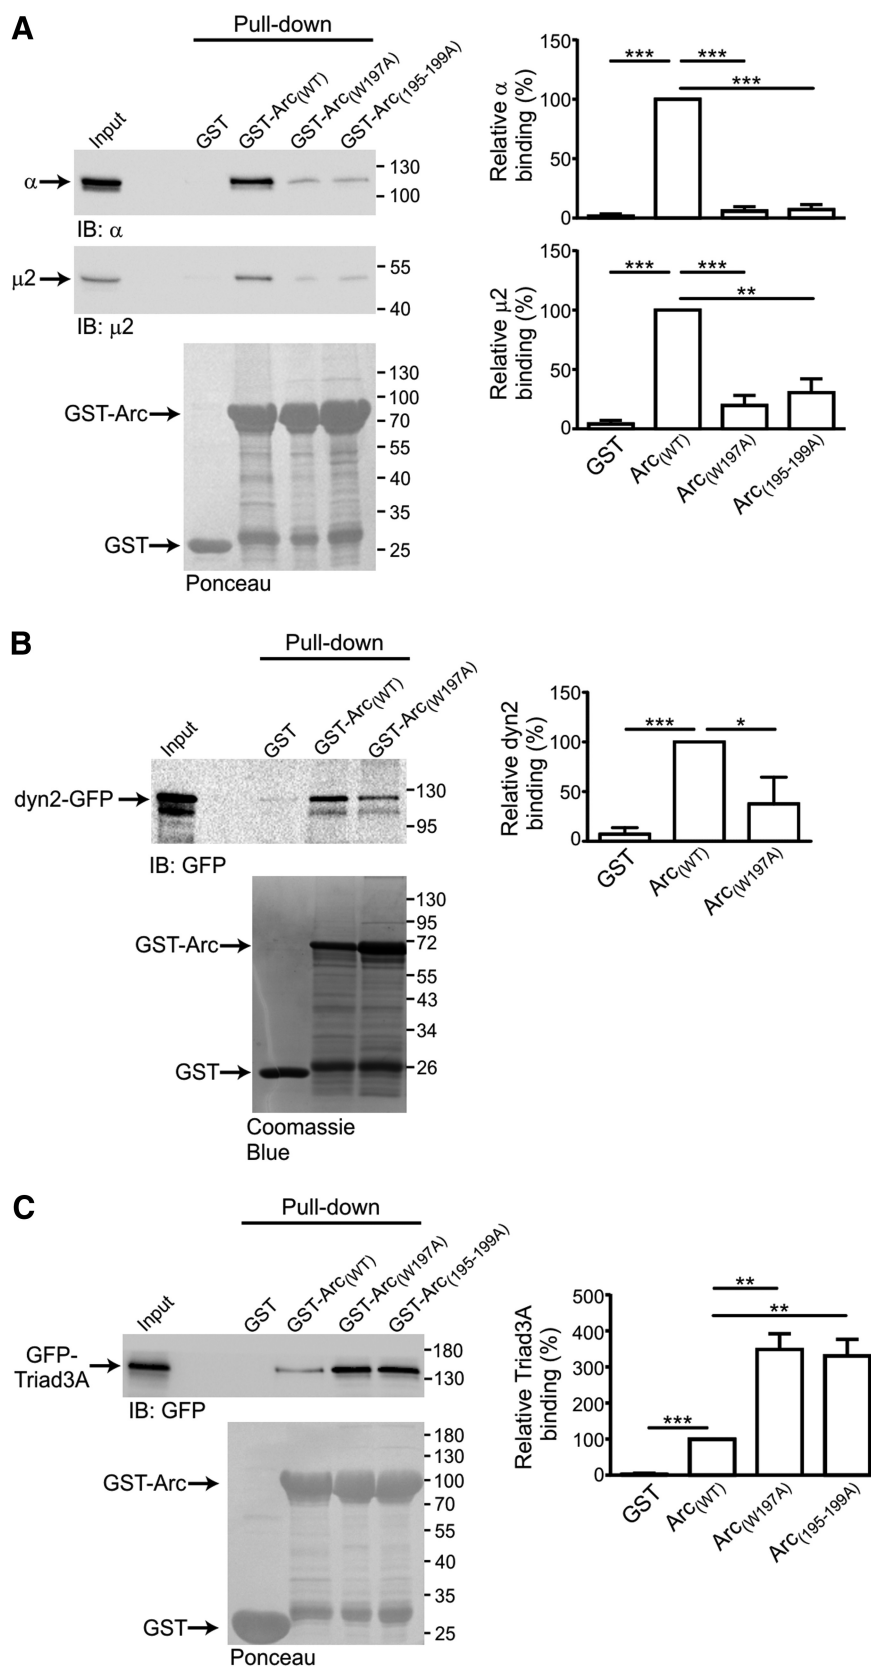 A
Pull-down
Input
GST
GST-Arc(WT)
GST-Arc(W197A)
GST-Arc(195-199A)
α
130
100
IB: α
μ2
55
40
IB: μ2
GST-Arc
GST
130
100
70
55
40
35
25
Ponceau
Relative α
binding (%)
150
100
50
0
***
***
***
Relative μ2
binding (%)
150
100
50
0
***
***
**
GST
Arc(WT)
Arc(W197A)
Arc(195-199A)
B
Pull-down
Input
GST
GST-Arc(WT)
GST-Arc(W197A)
dyn2-GFP
130
95
IB: GFP
GST-Arc
GST
130
95
72
55
43
34
26
Coomassie
Blue
Relative dyn2
binding (%)
150
100
50
0
***
*
GST
Arc(WT)
Arc(W197A)
C
Pull-down
Input
GST
GST-Arc(WT)
GST-Arc(W197A)
GST-Arc(195-199A)
GFP-
Triad3A
180
130
IB: GFP
GST-Arc
GST
180
130
100
70
55
40
35
25
Ponceau
Relative Triad3A
binding (%)
500
400
300
200
100
0
***
**
**
GST
Arc(WT)
Arc(W197A)
Arc(195-199A)